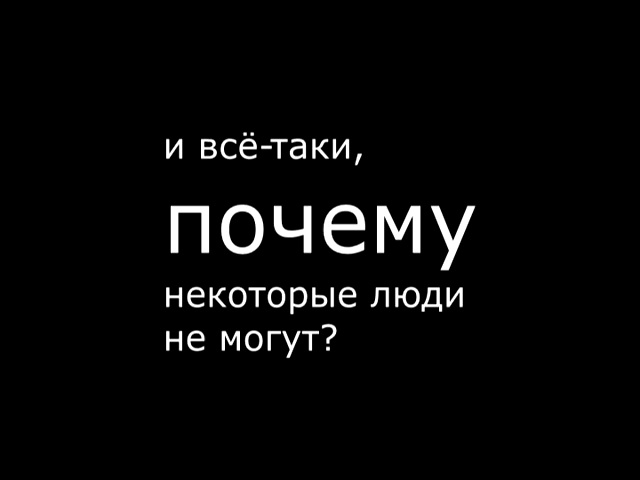 и всё-таки,
почему
некоторые люди
не могут?